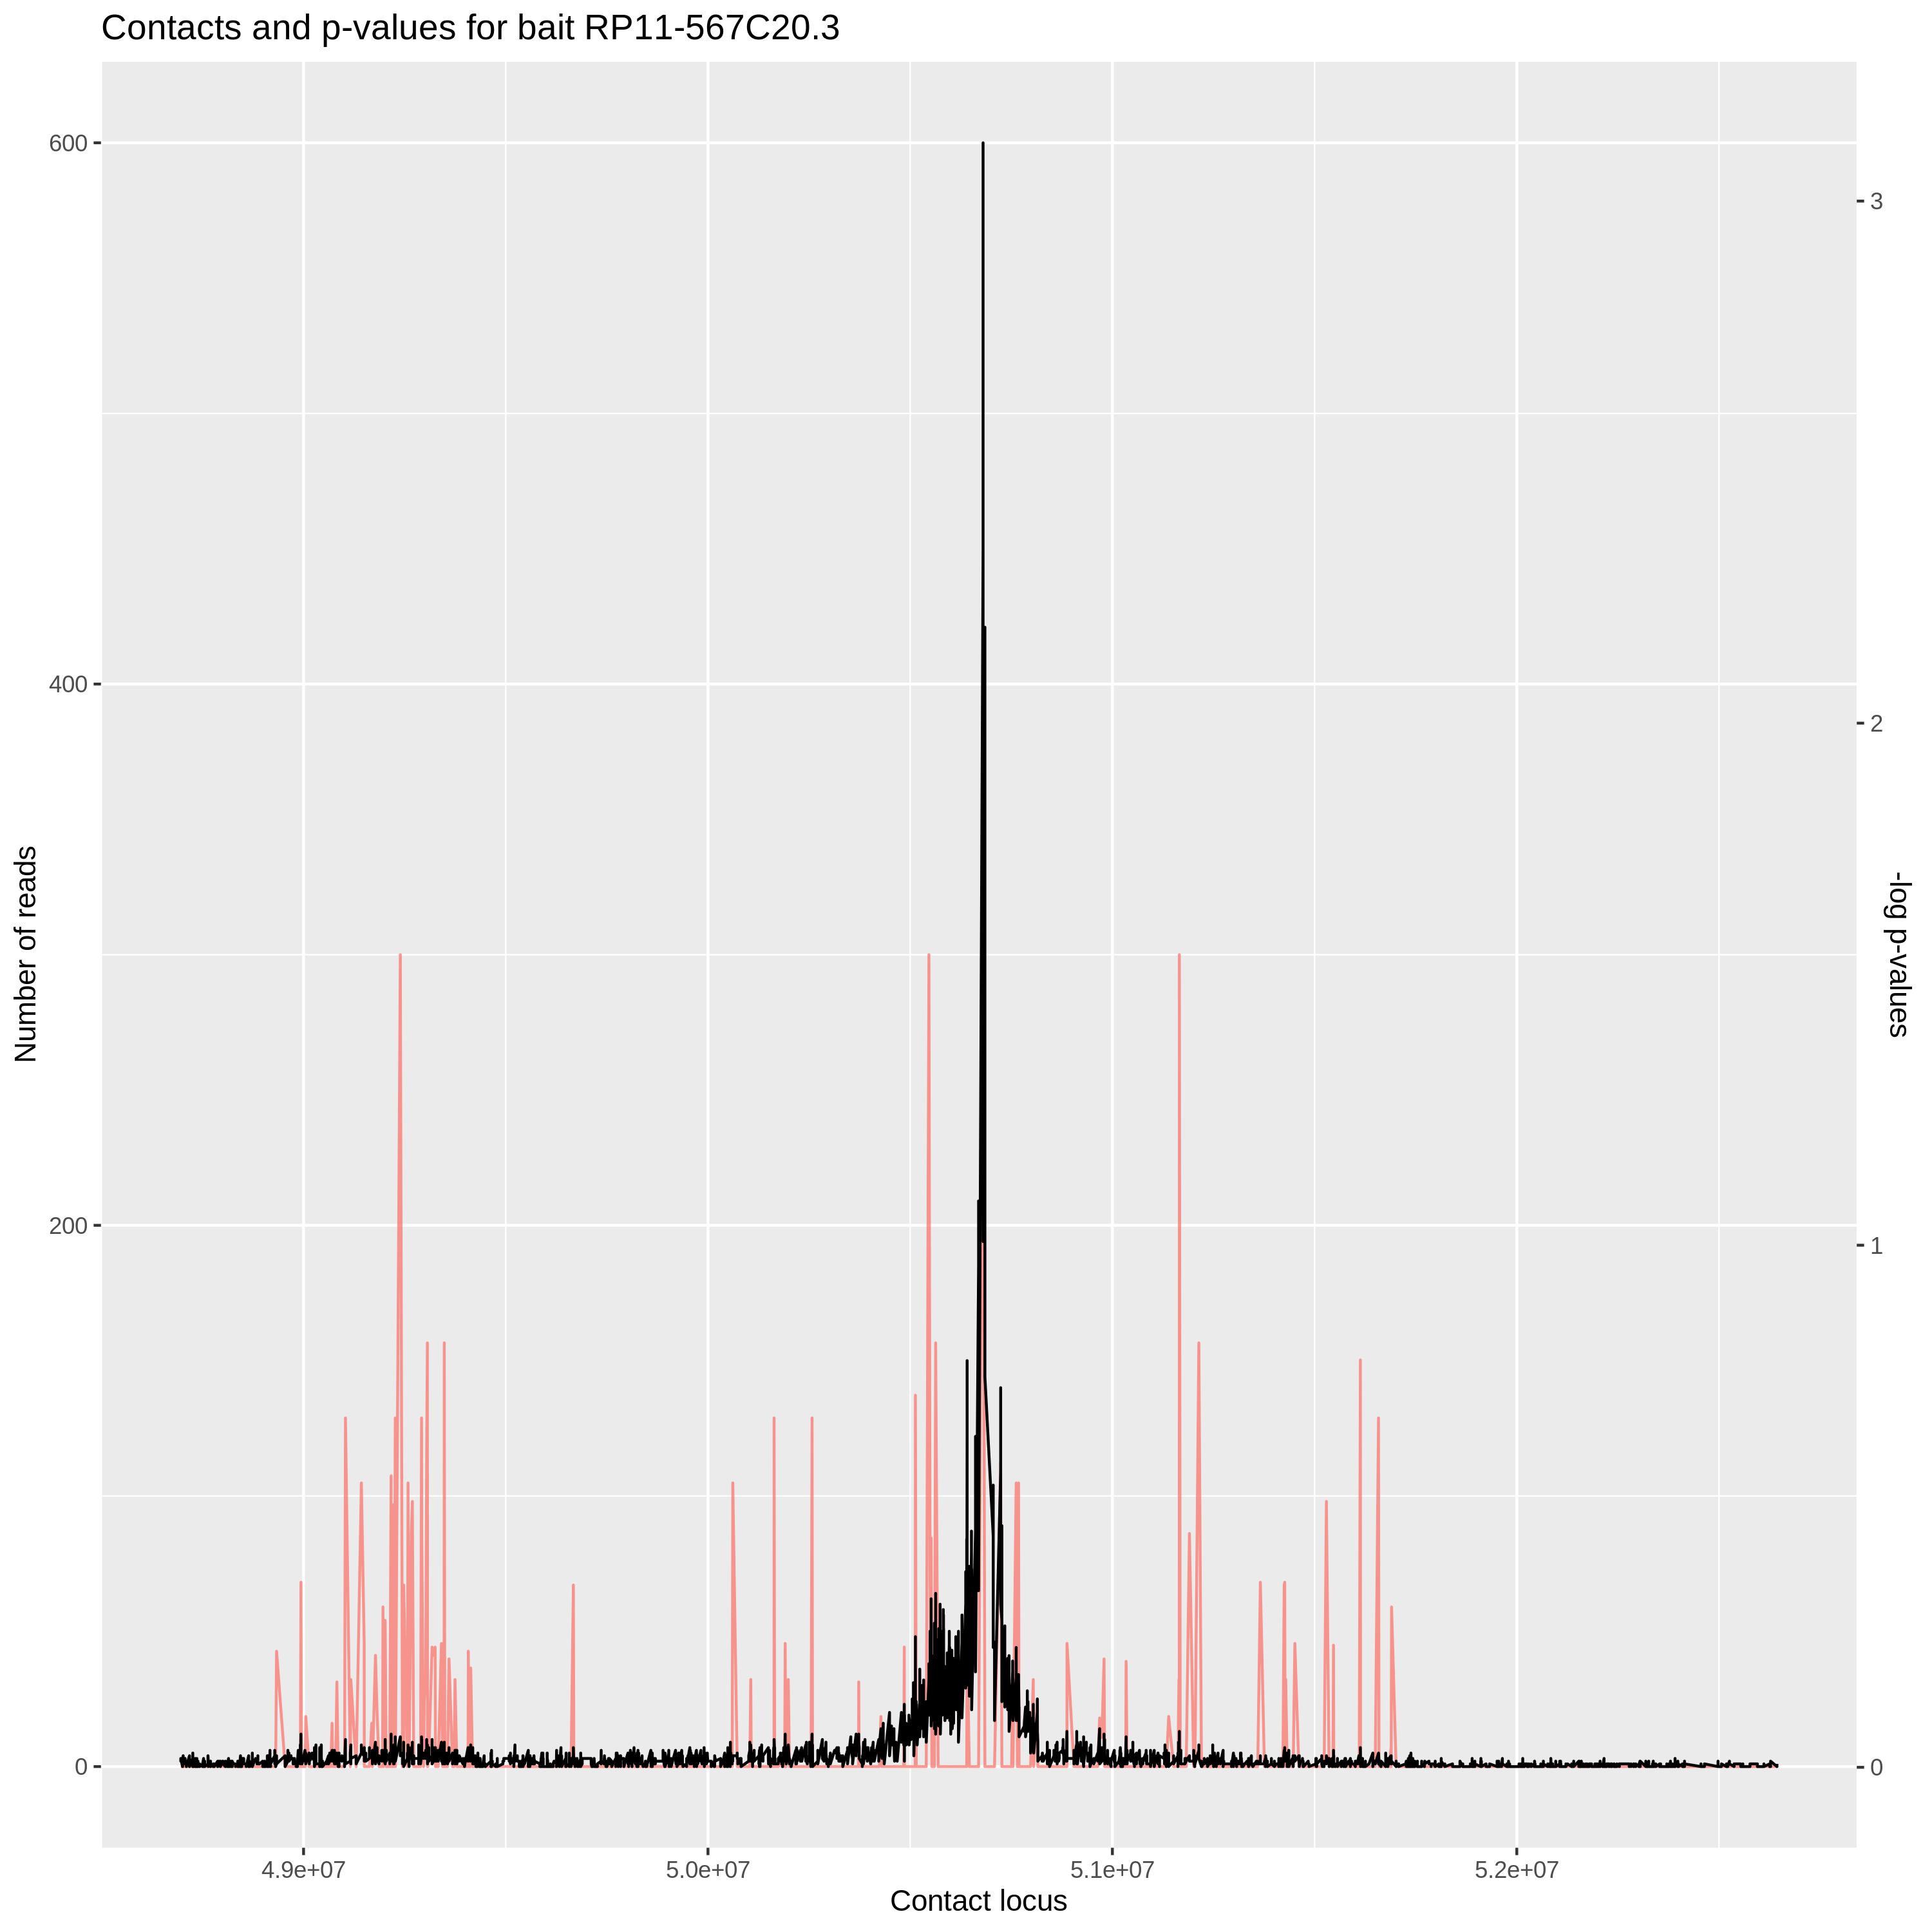 Contacts and p-values for bait RP11-567C20.3
600
400
200
0
Number of reads
3
2
1
0
-log p-values
4.9e+07
5.0e+07
5.1e+07
5.2e+07
Contact locus